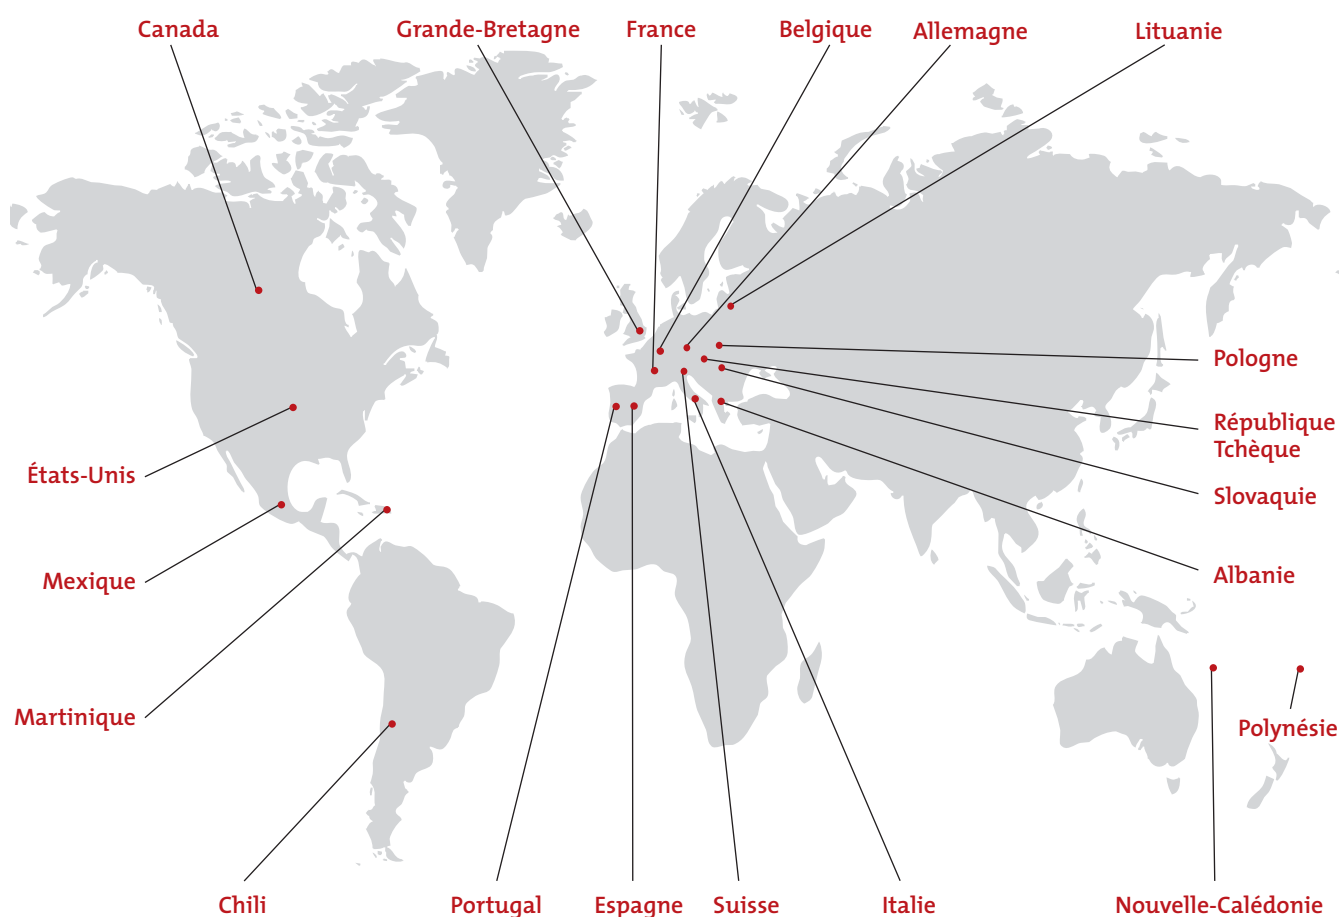 Canada
Grande-Bretagne
France
Belgique
Allemagne
Lituanie
Pologne
République
Tchèque
États-Unis
Slovaquie
Mexique
Albanie
Martinique
Polynésie
Chili
Portugal
Espagne
Suisse
Italie
Nouvelle-Calédonie